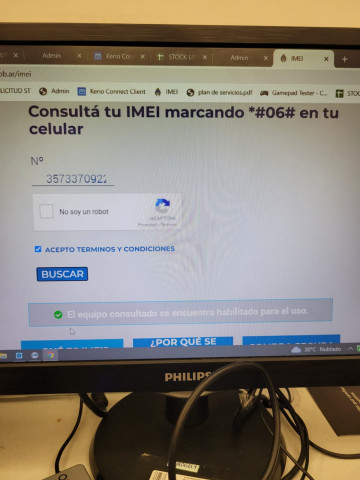 Admin
Keno Co
STOCK U
Admin
IMEI
ob.ar/imei
LICITUD ST
Admin
Keno Connect Client
IMEI
plan de servicios.pdf
Gamepad Tester - C...
STOC
Consultá tu IMEI marcando *#06# en tu
celular
N°
3573370922
No soy un robot
reCAPTCHA
Privacidad - Términos
ACEPTO TERMINOS Y CONDICIONES
BUSCAR
El equipo consultado se encuentra habilitado para el uso.
¿POR QUÉ SE
30°C Nublado
PHILIPS